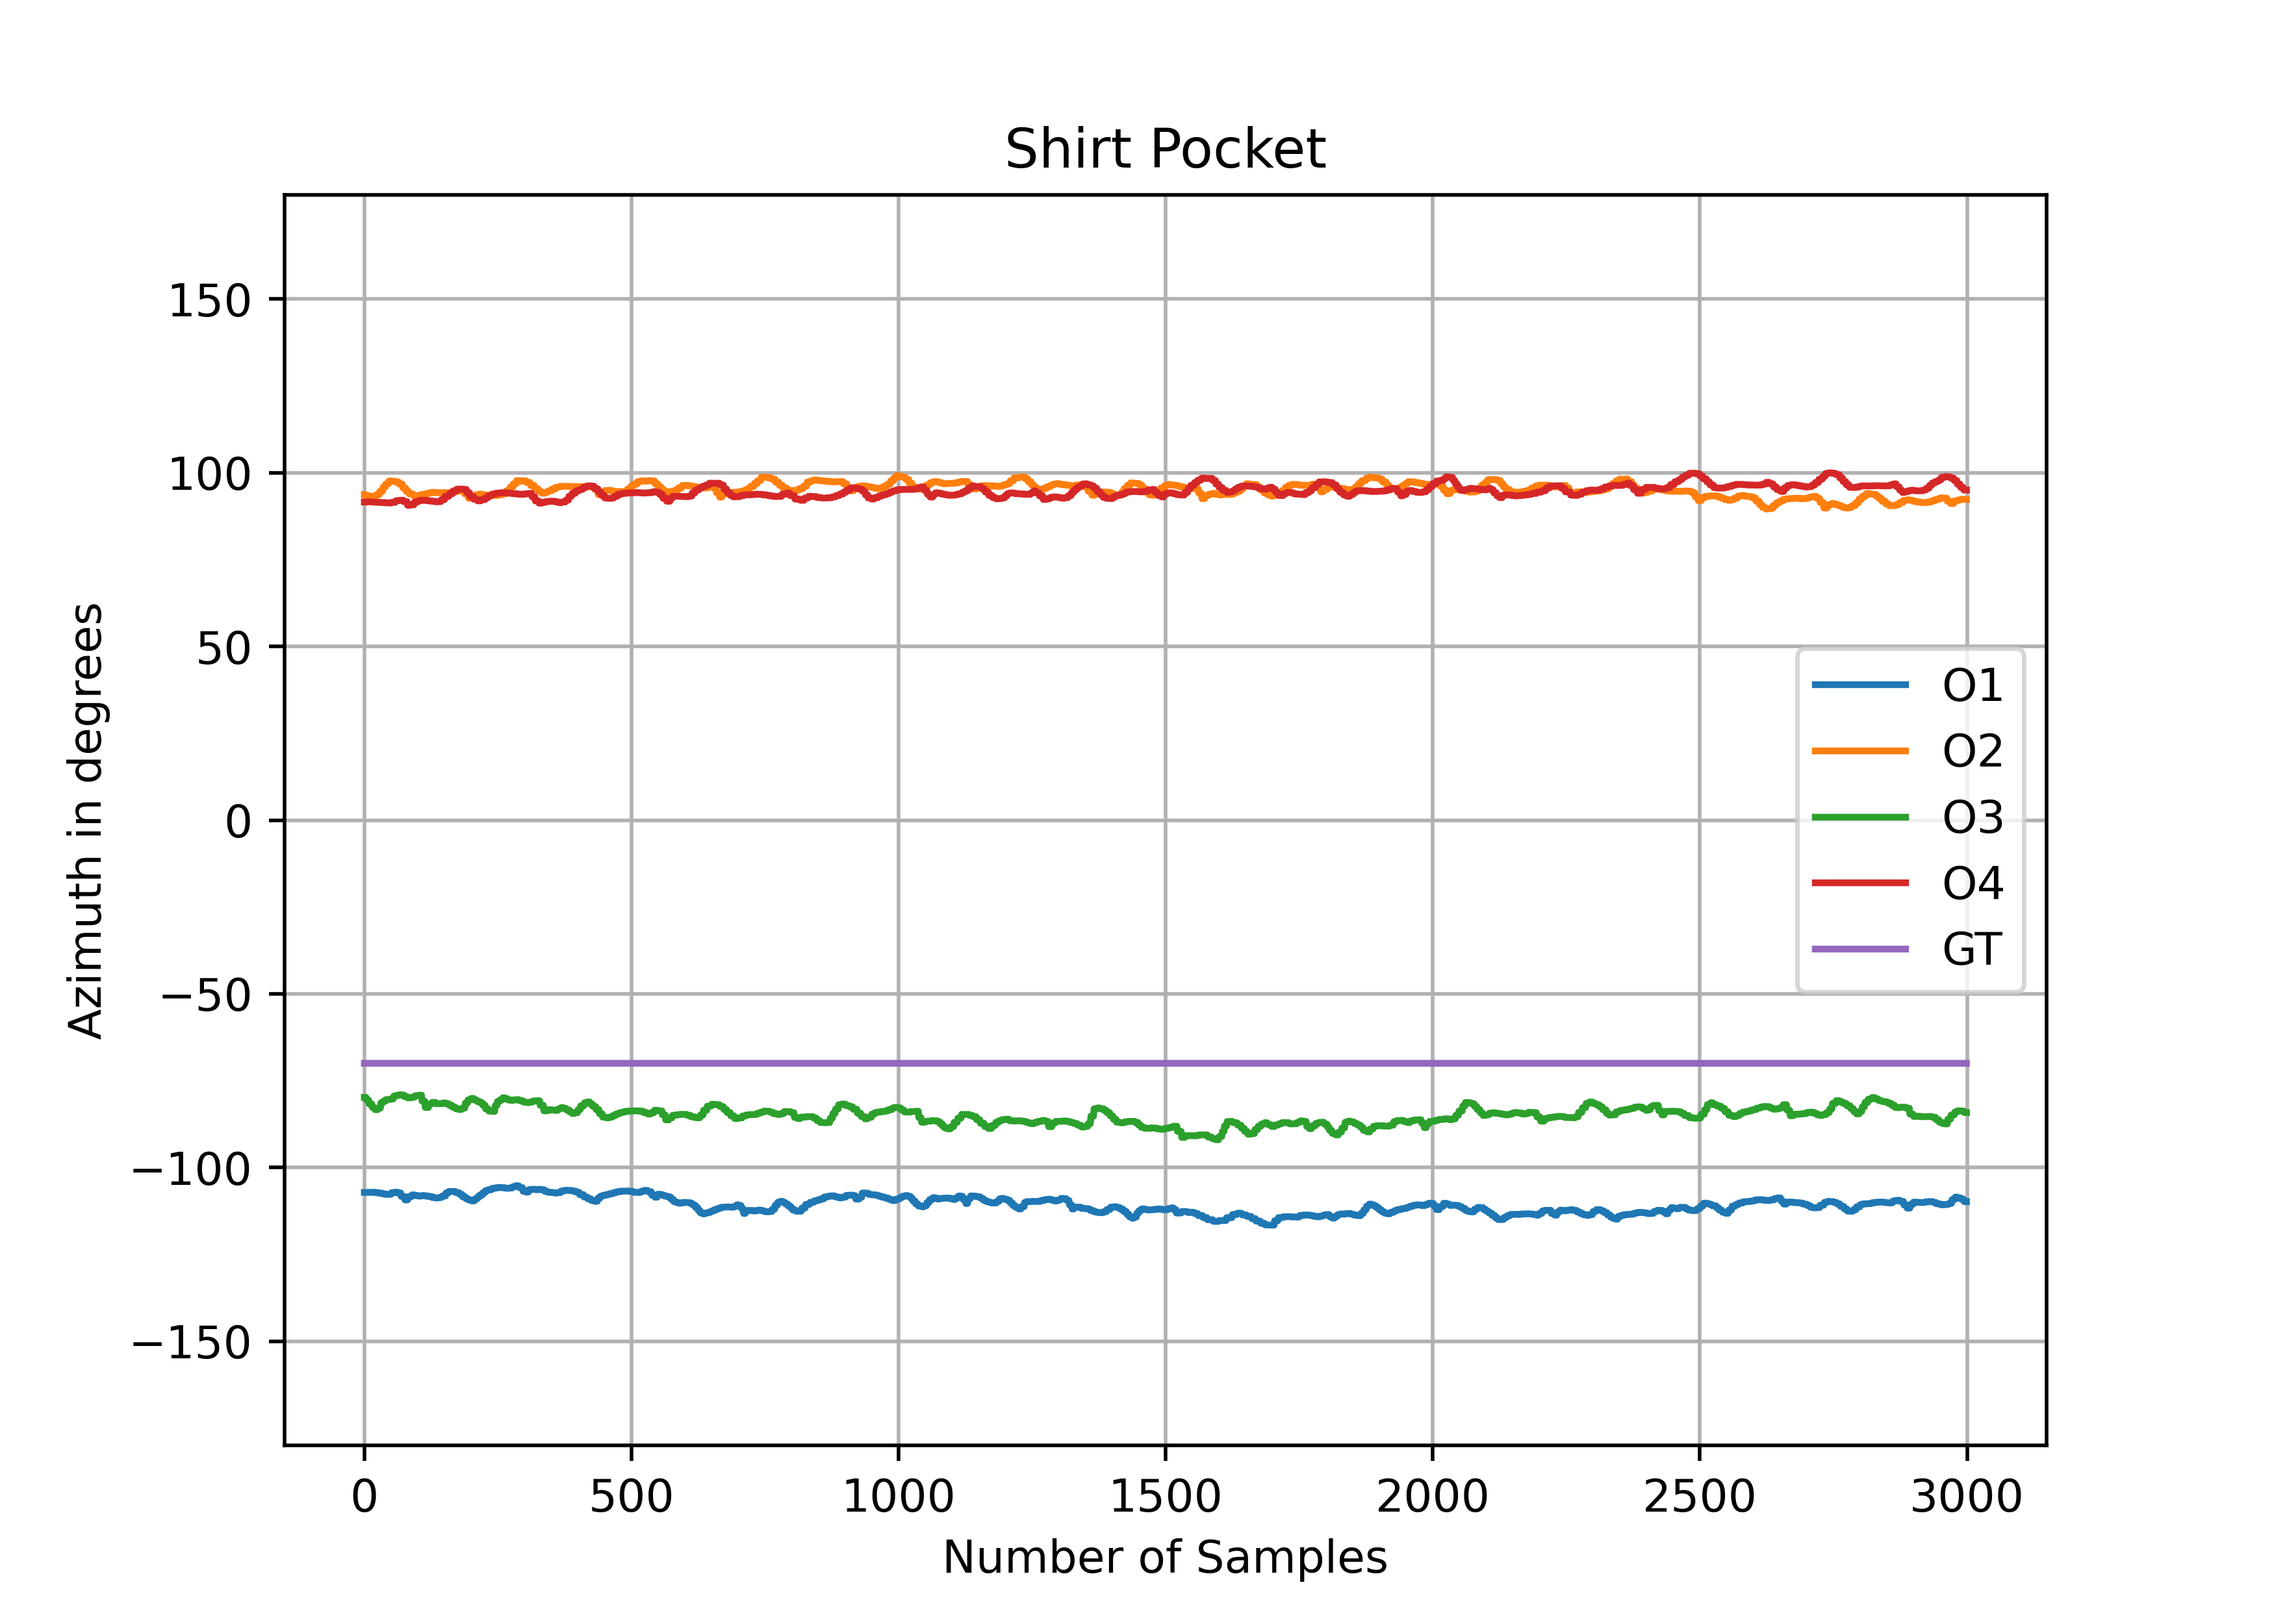 Shirt Pocket
150
100
50
0
−50
−100
−150
Azimuth in degrees
O1
O2
O3
O4
GT
0 500 1000 1500 2000 2500 3000
Number of Samples